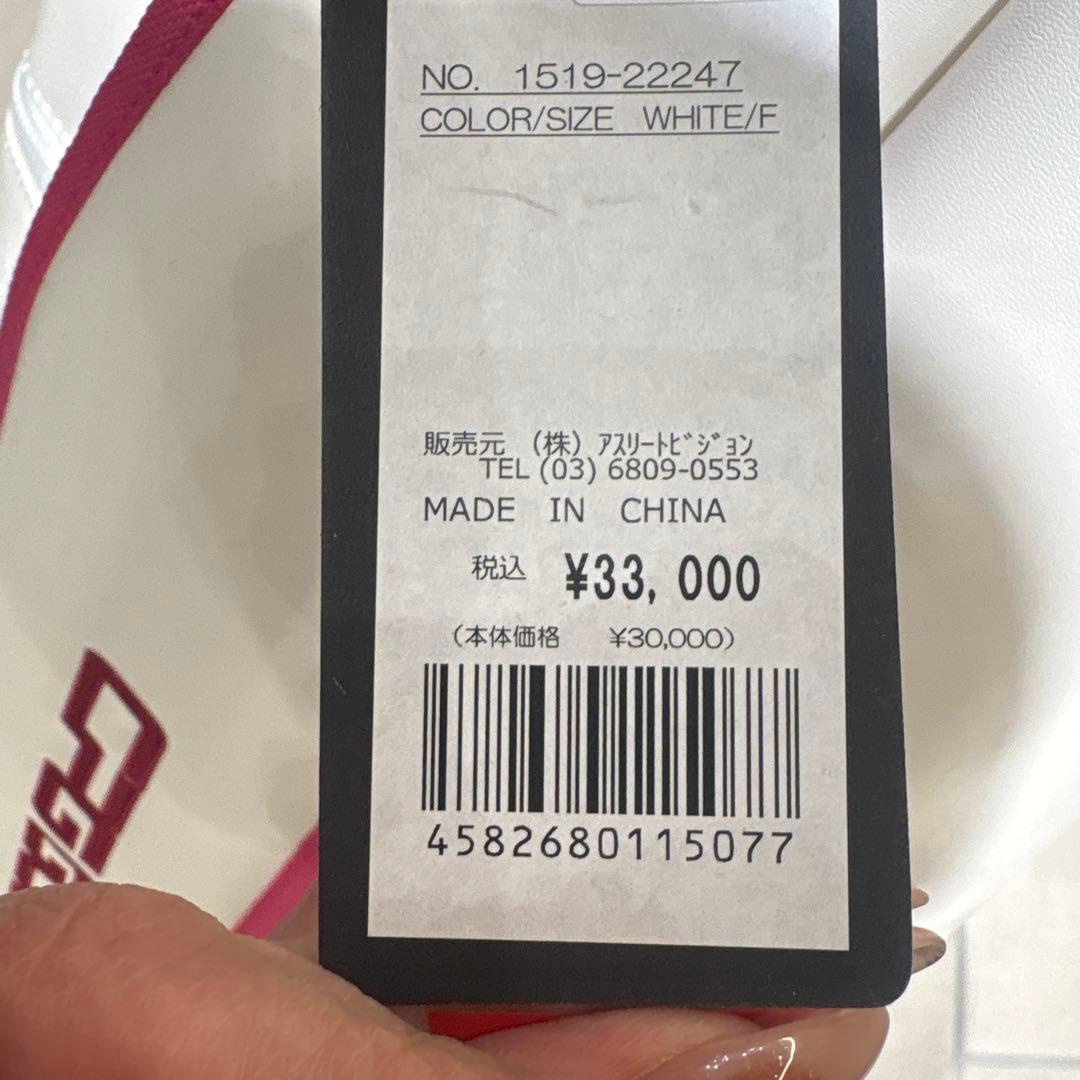 NO. 1519-22247
COLOR/SIZE WHITE/F
販売元 (株) ｱｽﾘｰﾄﾋﾞｼﾞｮﾝ
TEL (03) 6809-0553
MADE IN CHINA
税込 ¥33,000
(本体価格 ¥30,000)
4582680115077